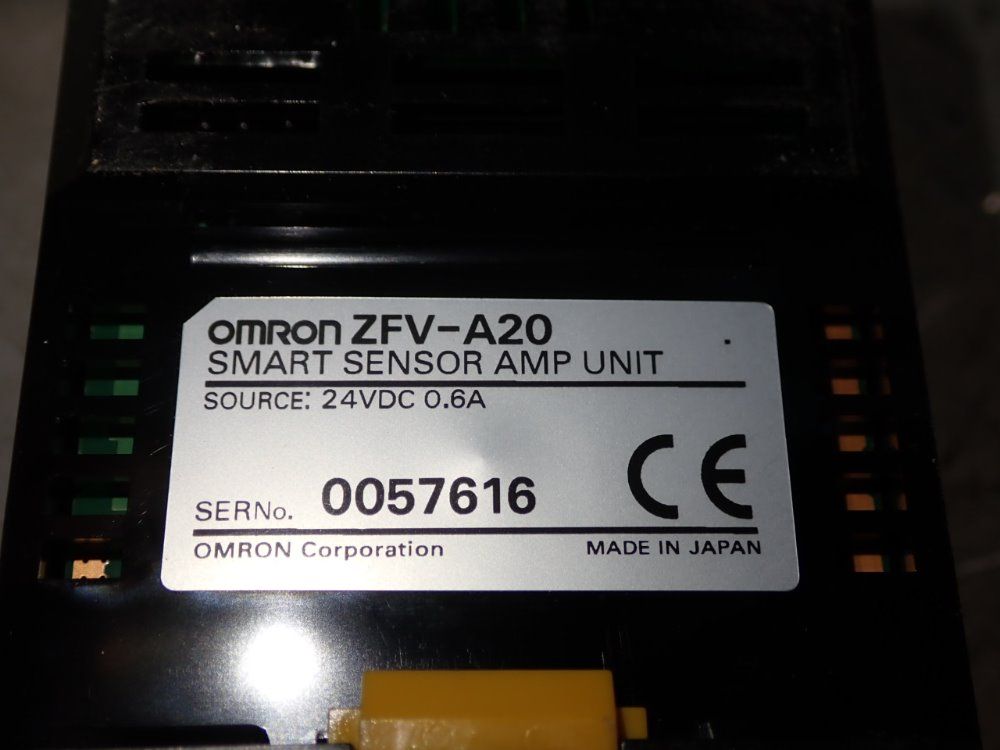 OMRON ZFV-A20
SMART SENSOR AMP UNIT
SOURCE: 24VDC 0.6A
SERNo. 0057616
CE
OMRON Corporation MADE IN JAPAN